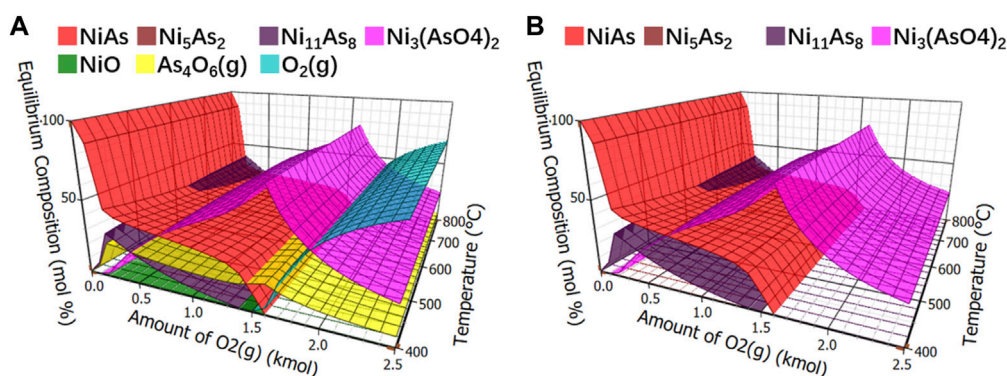 A
NiAs Ni₅As₂ Ni₁₁As₈ Ni₃(AsO4)₂
NiO As₄O₆(g) O₂(g)
Equilibrium Composition (mol %)
100
50
0.0
0.5
1.0
1.5
2.0
2.5
Amount of O2(g) (kmol)
800
700
600
500
400
Temperature (°C)
B
NiAs Ni₅As₂ Ni₁₁As₈ Ni₃(AsO4)₂
Equilibrium Composition (mol %)
100
50
0.0
0.5
1.0
1.5
2.0
2.5
Amount of O2(g) (kmol)
800
700
600
500
400
Temperature (°C)